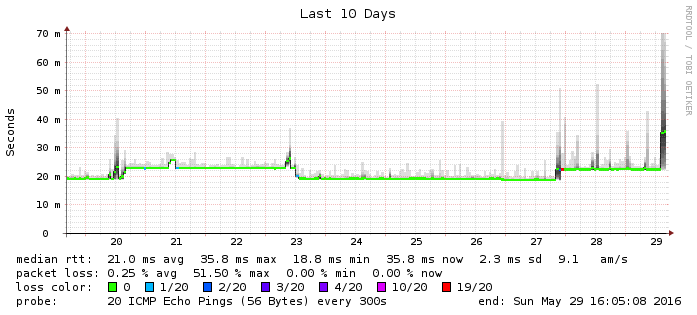 Last 10 Days
RRDTOOL / TOBI OETIKER
Seconds
70 m
60 m
50 m
40 m
30 m
20 m
10 m
0
20 21 22 23 24 25 26 27 28 29
median rtt: 21.0 ms avg 35.8 ms max 18.8 ms min 35.8 ms now 2.3 ms sd 9.1 am/s
packet loss: 0.25 % avg 51.50 % max 0.00 % min 0.00 % now
loss color: 0 1/20 2/20 3/20 4/20 10/20 19/20
probe: 20 ICMP Echo Pings (56 Bytes) every 300s end: Sun May 29 16:05:08 2016